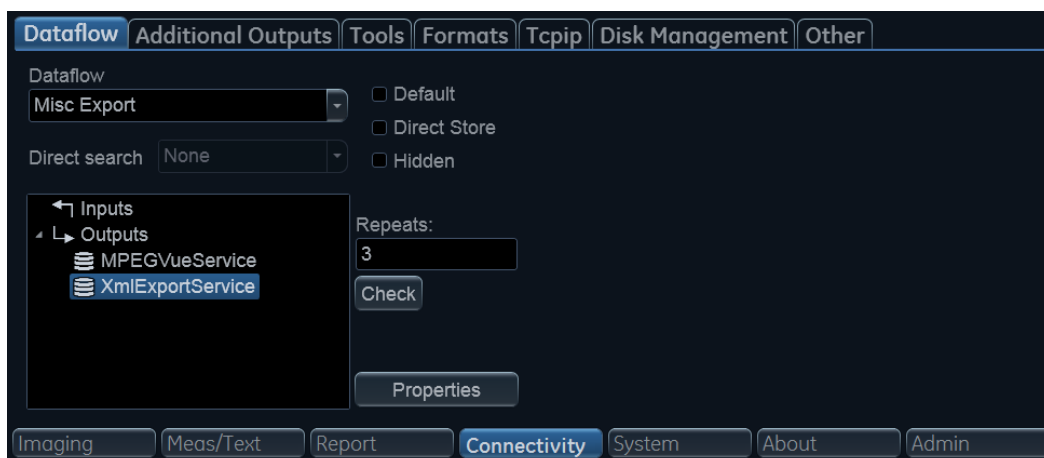 Dataflow Additional Outputs Tools Formats Tcpip Disk Management Other
Dataflow
Misc Export
Default
Direct Store
Direct search None
Hidden
Inputs
Outputs
MPEGVueService
XmlExportService
Repeats:
3
Check
Properties
Imaging Meas/Text Report Connectivity System About Admin